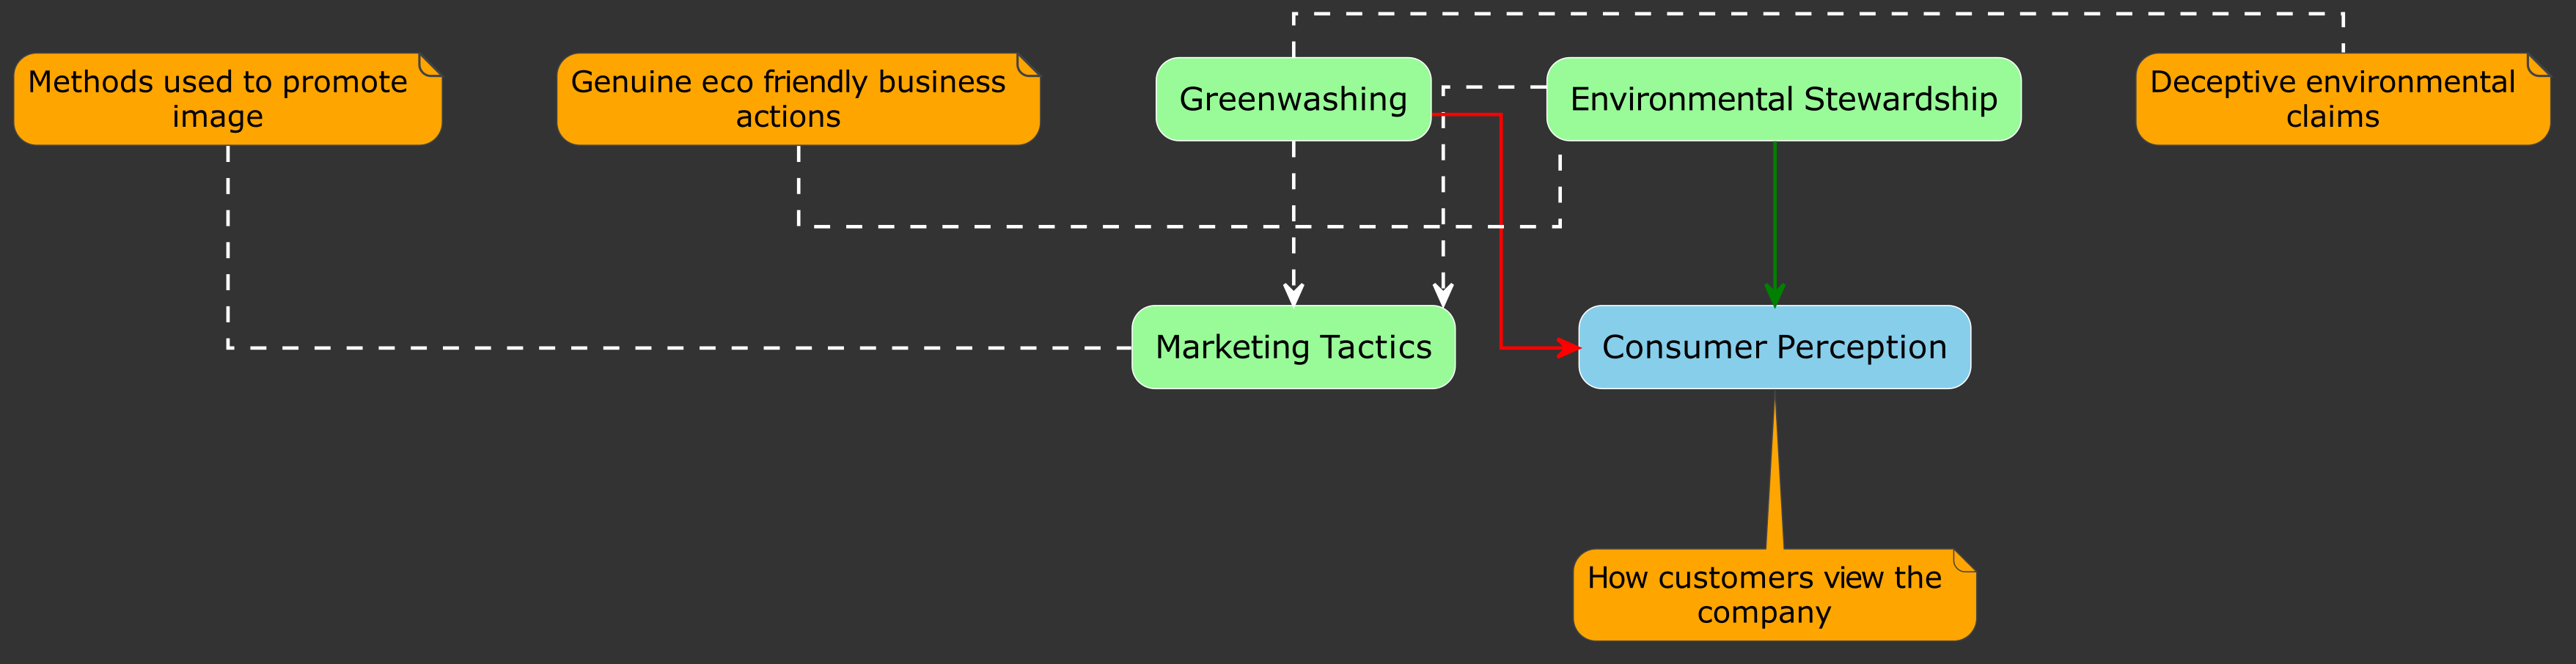 Methods used to promote
image
Genuine eco friendly business
actions
Greenwashing
Environmental Stewardship
Deceptive environmental
claims
Marketing Tactics
Consumer Perception
How customers view the
company